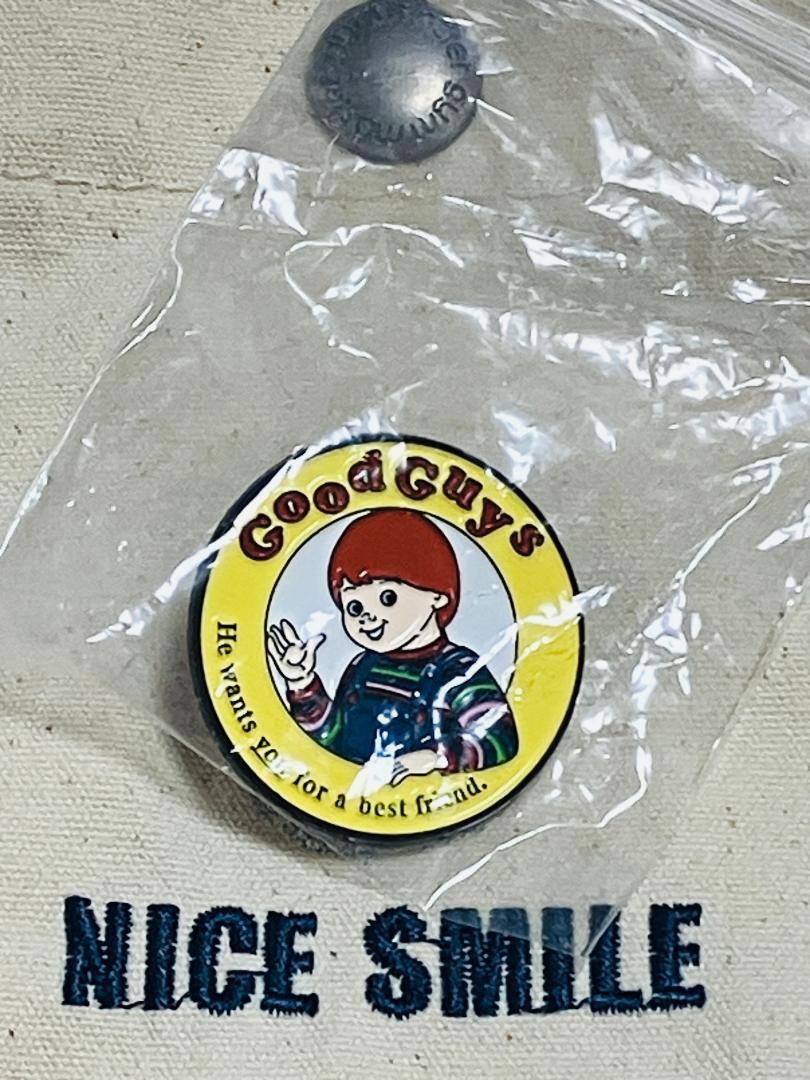 Good Guys
He wants you for a best friend.
NICE SMILE